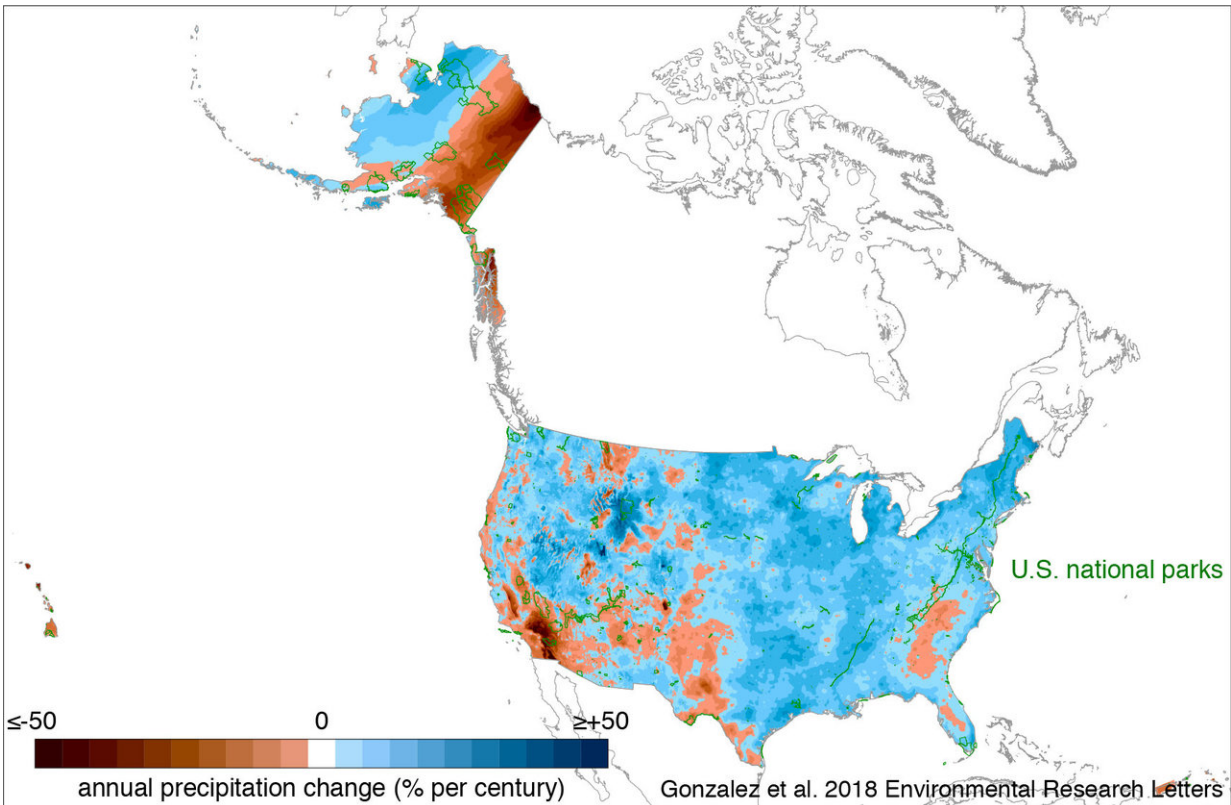 U.S. national parks
≤-50 0 ≥+50
annual precipitation change (% per century)
Gonzalez et al. 2018 Environmental Research Letters